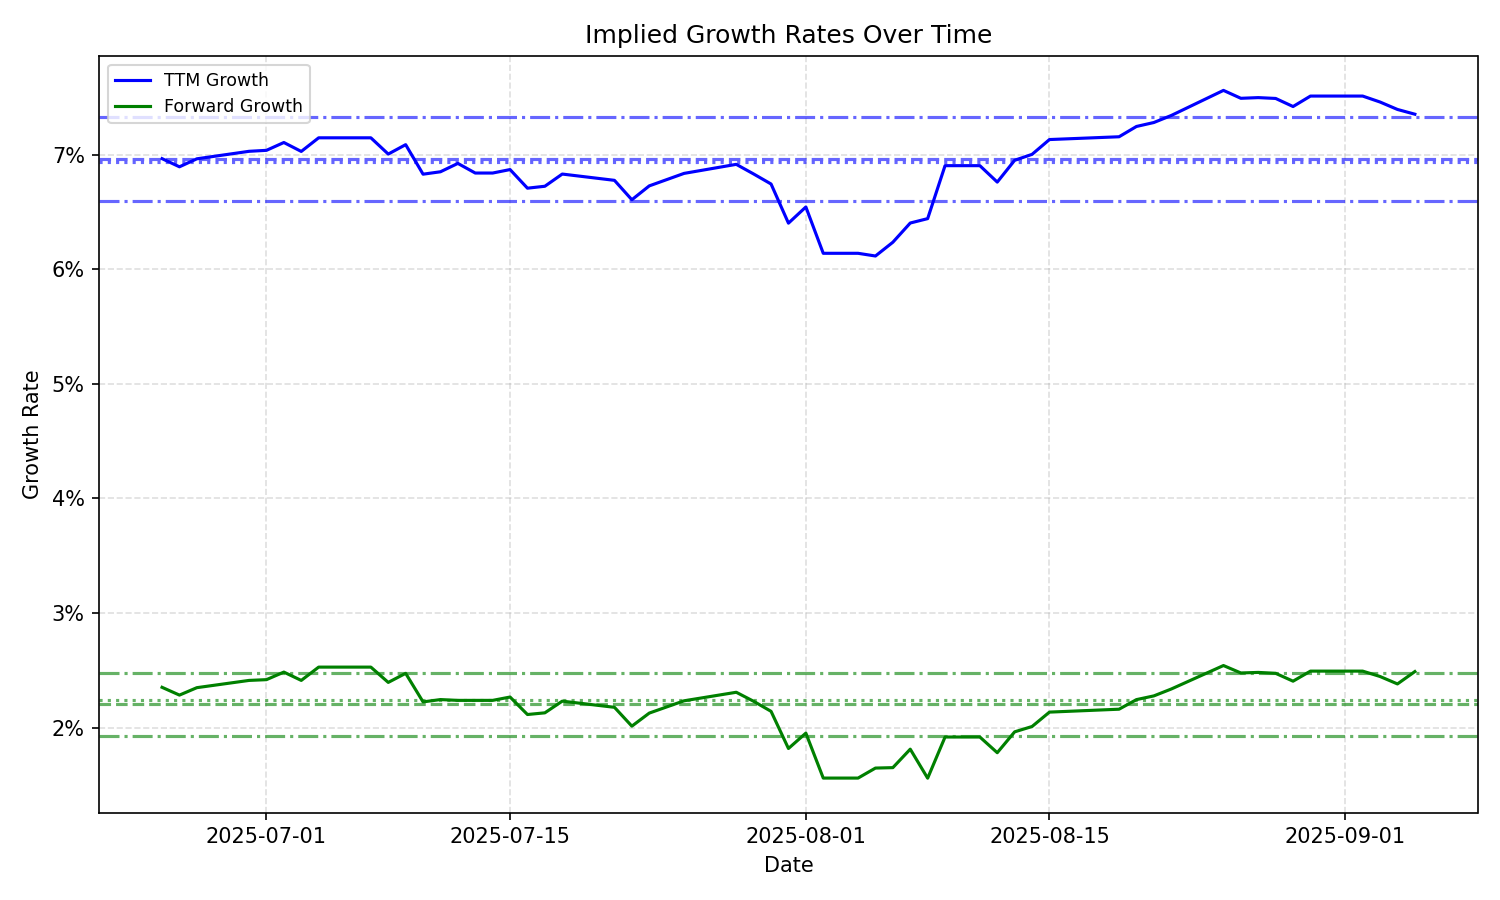 Implied Growth Rates Over Time
TTM Growth
Forward Growth
7%
6%
5%
4%
3%
2%
Growth Rate
2025-07-01
2025-07-15
2025-08-01
2025-08-15
2025-09-01
Date